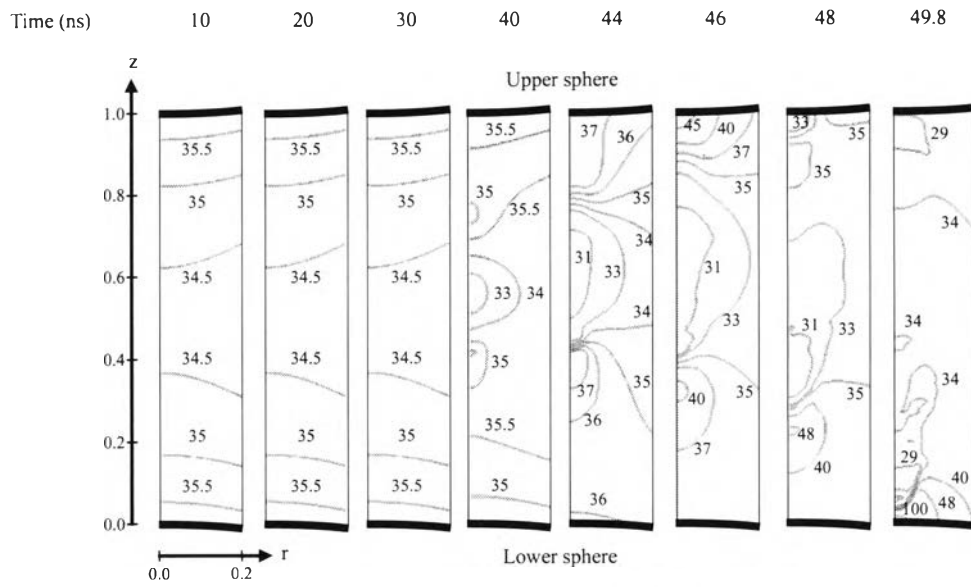 Time (ns) 10 20 30 40 44 46 48 49.8
z
Upper sphere
1.0
0.8
0.6
0.4
0.2
0.0
35.5 35 34.5 34.5 35 35.5
35.5 35 34.5 34.5 35 35.5
35.5 35 34.5 34.5 35 35.5
35.5 35 35.5 33 34 35 35.5 35
37 36 35 34 31 33 34 35 37 36 36
45 40 37 35 31 33 35 40 37
33 35 35 31 33 35 48 40
29 34 34 34 29 40 48 100
Lower sphere
r
0.0 0.2